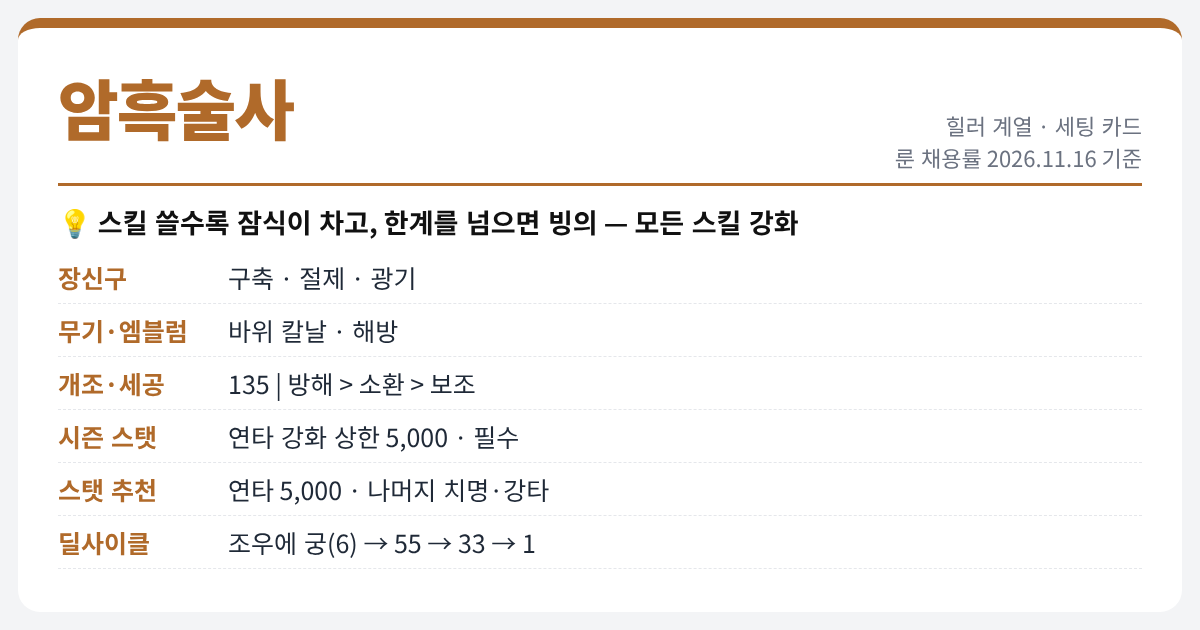 암흑술사
힐러 계열 · 세팅 카드
룬 채용률 2026.11.16 기준
💡 스킬 쓸수록 잠식이 차고, 한계를 넘으면 빙의 — 모든 스킬 강화
장신구 구축 · 절제 · 광기
무기·엠블럼 바위 칼날 · 해방
개조·세공 135 | 방해 > 소환 > 보조
시즌 스탯 연타 강화 상한 5,000 · 필수
스탯 추천 연타 5,000 · 나머지 치명·강타
딜사이클 조우에 궁(6) → 55 → 33 → 1